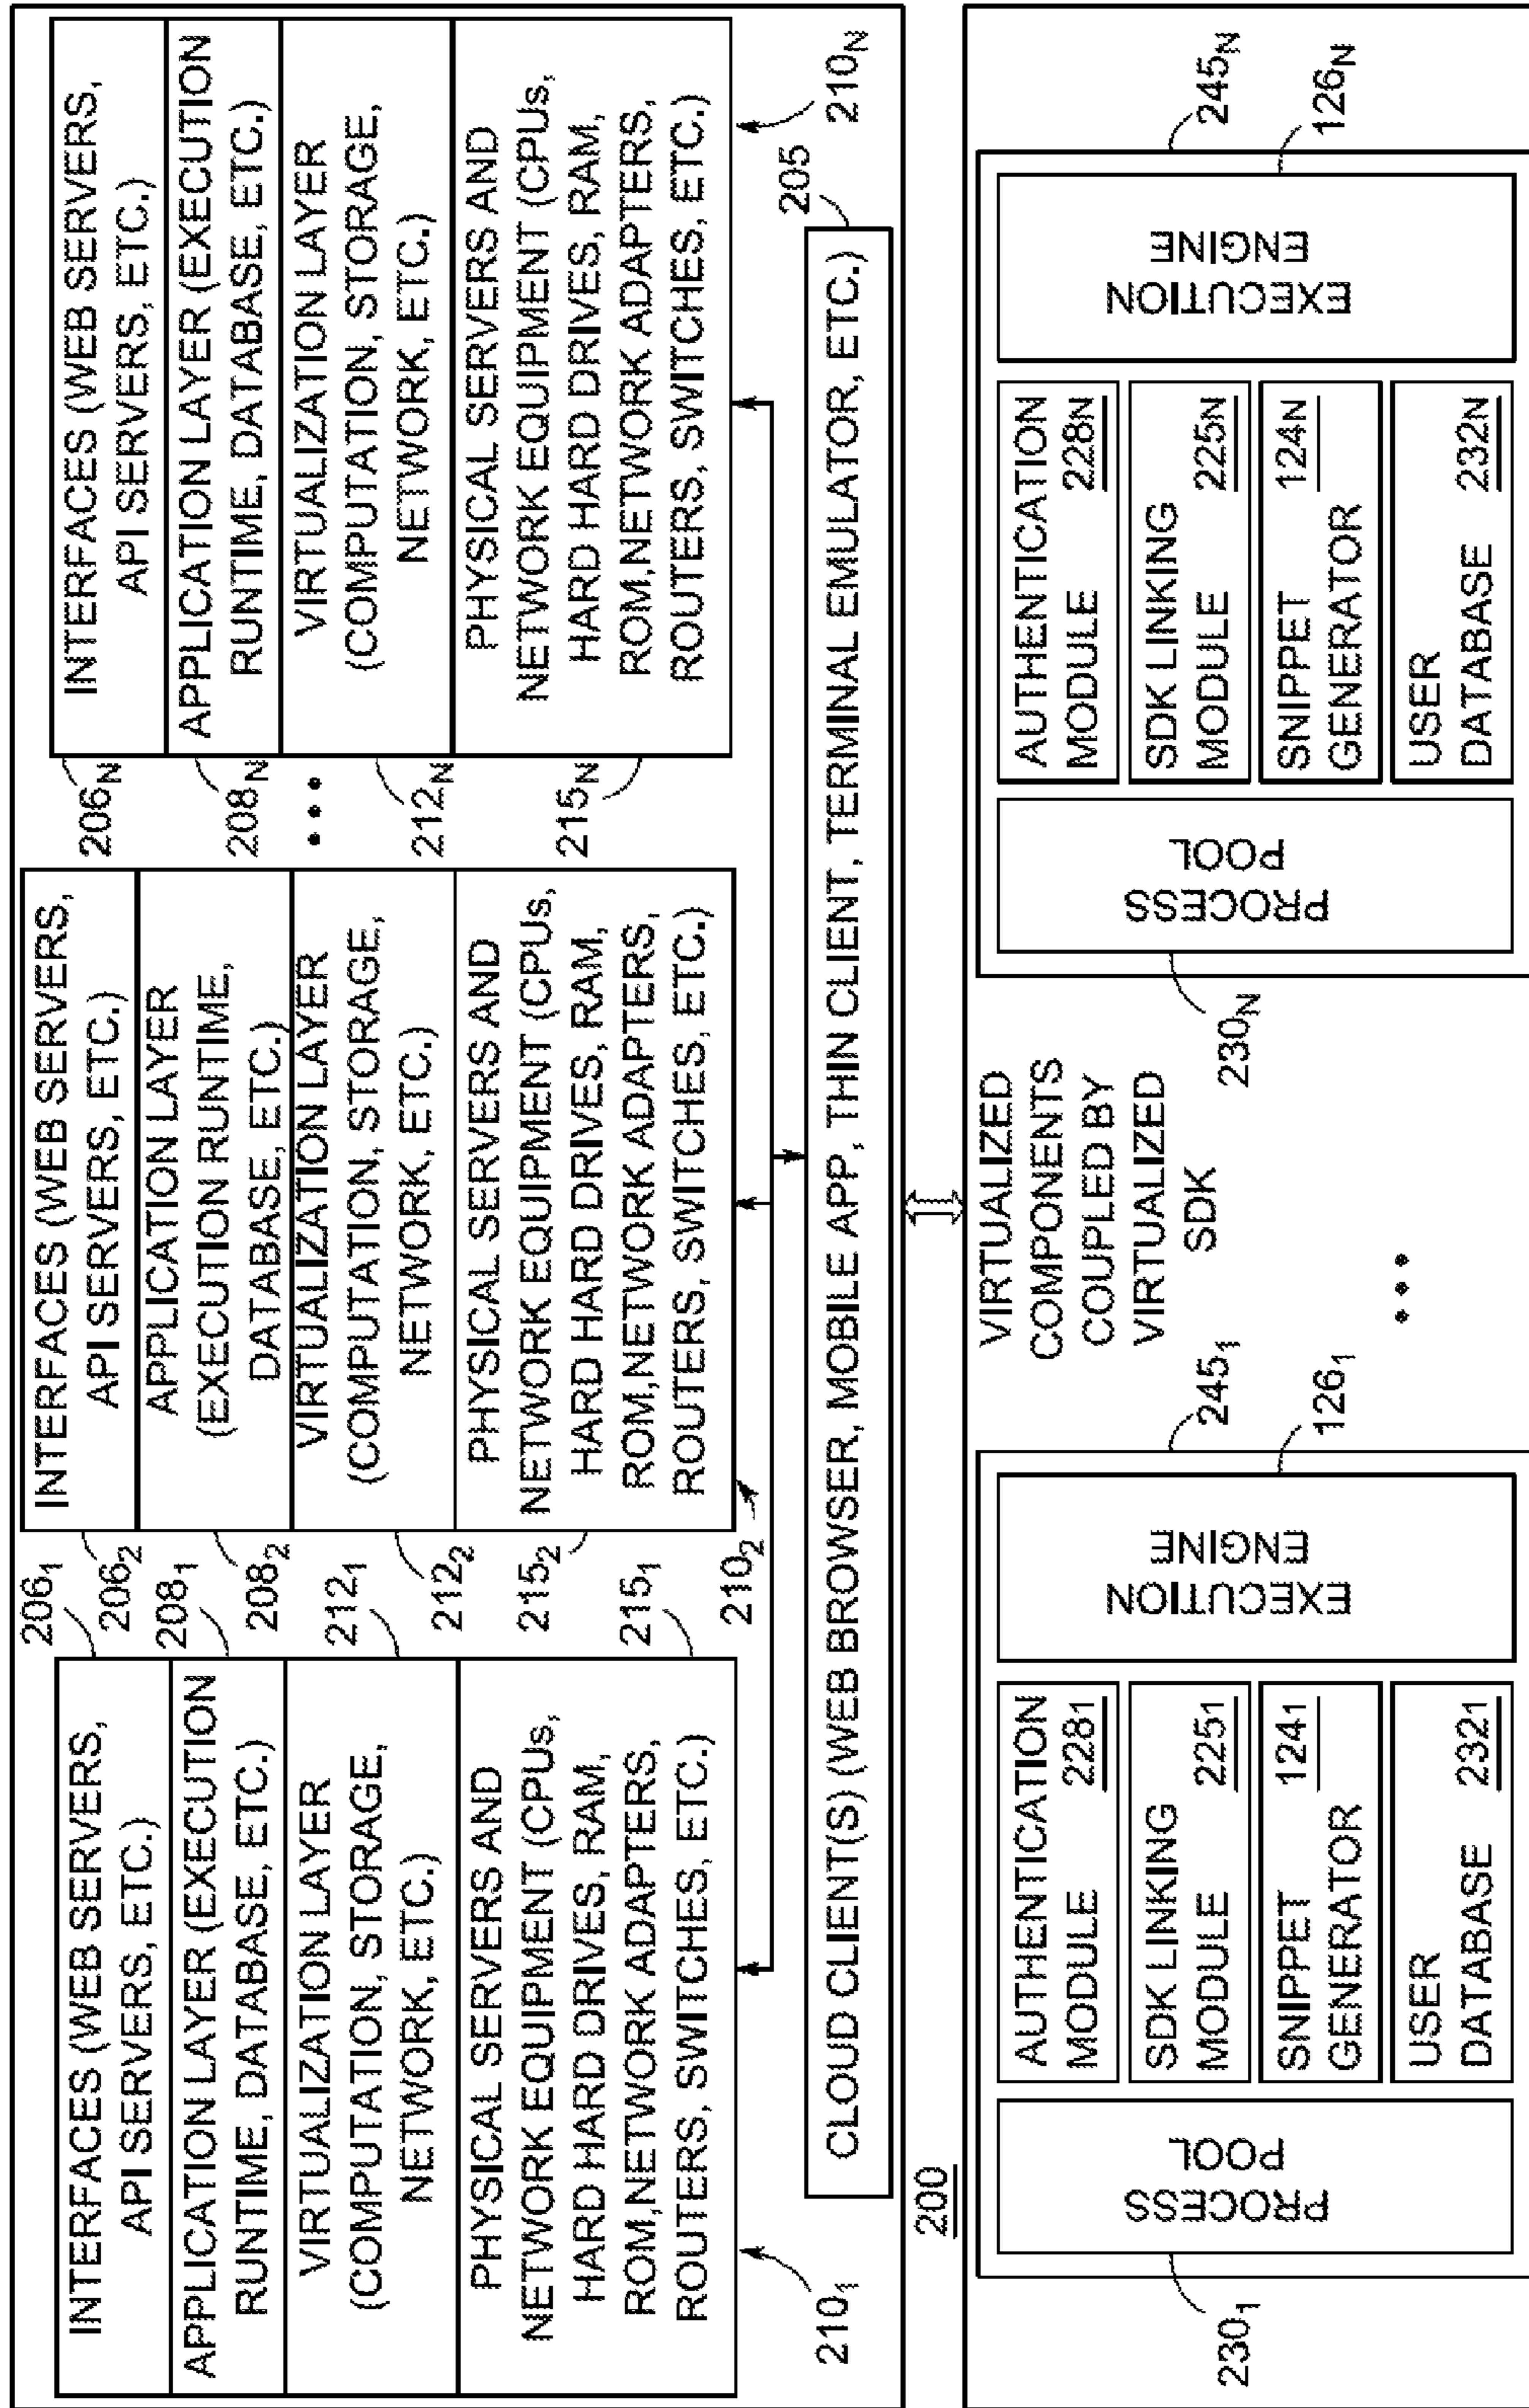 206₁
INTERFACES (WEB SERVERS,
API SERVERS, ETC.)
208₁
APPLICATION LAYER (EXECUTION
RUNTIME, DATABASE, ETC.)
212₁
VIRTUALIZATION LAYER
(COMPUTATION, STORAGE,
NETWORK, ETC.)
215₁
PHYSICAL SERVERS AND
NETWORK EQUIPMENT (CPUs,
HARD HARD DRIVES, RAM,
ROM,NETWORK ADAPTERS,
ROUTERS, SWITCHES, ETC.)
210₁
206₂
INTERFACES (WEB SERVERS,
API SERVERS, ETC.)
208₂
APPLICATION LAYER
(EXECUTION RUNTIME,
DATABASE, ETC.)
212₂
VIRTUALIZATION LAYER
(COMPUTATION, STORAGE,
NETWORK, ETC.)
215₂
PHYSICAL SERVERS AND
NETWORK EQUIPMENT (CPUs,
HARD HARD DRIVES, RAM,
ROM,NETWORK ADAPTERS,
ROUTERS, SWITCHES, ETC.)
210₂
• • •
206N
INTERFACES (WEB SERVERS,
API SERVERS, ETC.)
208N
APPLICATION LAYER (EXECUTION
RUNTIME, DATABASE, ETC.)
212N
VIRTUALIZATION LAYER
(COMPUTATION, STORAGE,
NETWORK, ETC.)
215N
PHYSICAL SERVERS AND
NETWORK EQUIPMENT (CPUs,
HARD HARD DRIVES, RAM,
ROM,NETWORK ADAPTERS,
ROUTERS, SWITCHES, ETC.)
210N
205
CLOUD CLIENT(S) (WEB BROWSER, MOBILE APP, THIN CLIENT, TERMINAL EMULATOR, ETC.)
200
230₁
PROCESS
POOL
AUTHENTICATION
MODULE 228₁
SDK LINKING
MODULE 225₁
SNIPPET 124₁
GENERATOR
USER
DATABASE 232₁
EXECUTION
ENGINE
245₁
126₁
VIRTUALIZED
COMPONENTS
COUPLED BY
VIRTUALIZED
SDK
• • •
230N
PROCESS
POOL
AUTHENTICATION
MODULE 228N
SDK LINKING
MODULE 225N
SNIPPET 124N
GENERATOR
USER
DATABASE 232N
EXECUTION
ENGINE
245N
126N